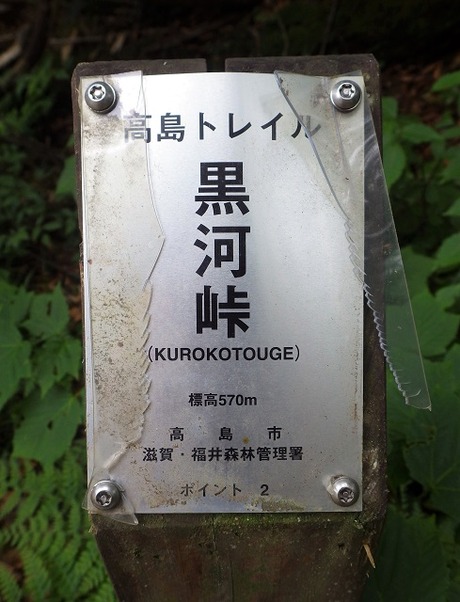 高島トレイル
黒河峠
(KUROKOTOUGE)
標高570m
高島市
滋賀・福井森林管理署
ポイント 2